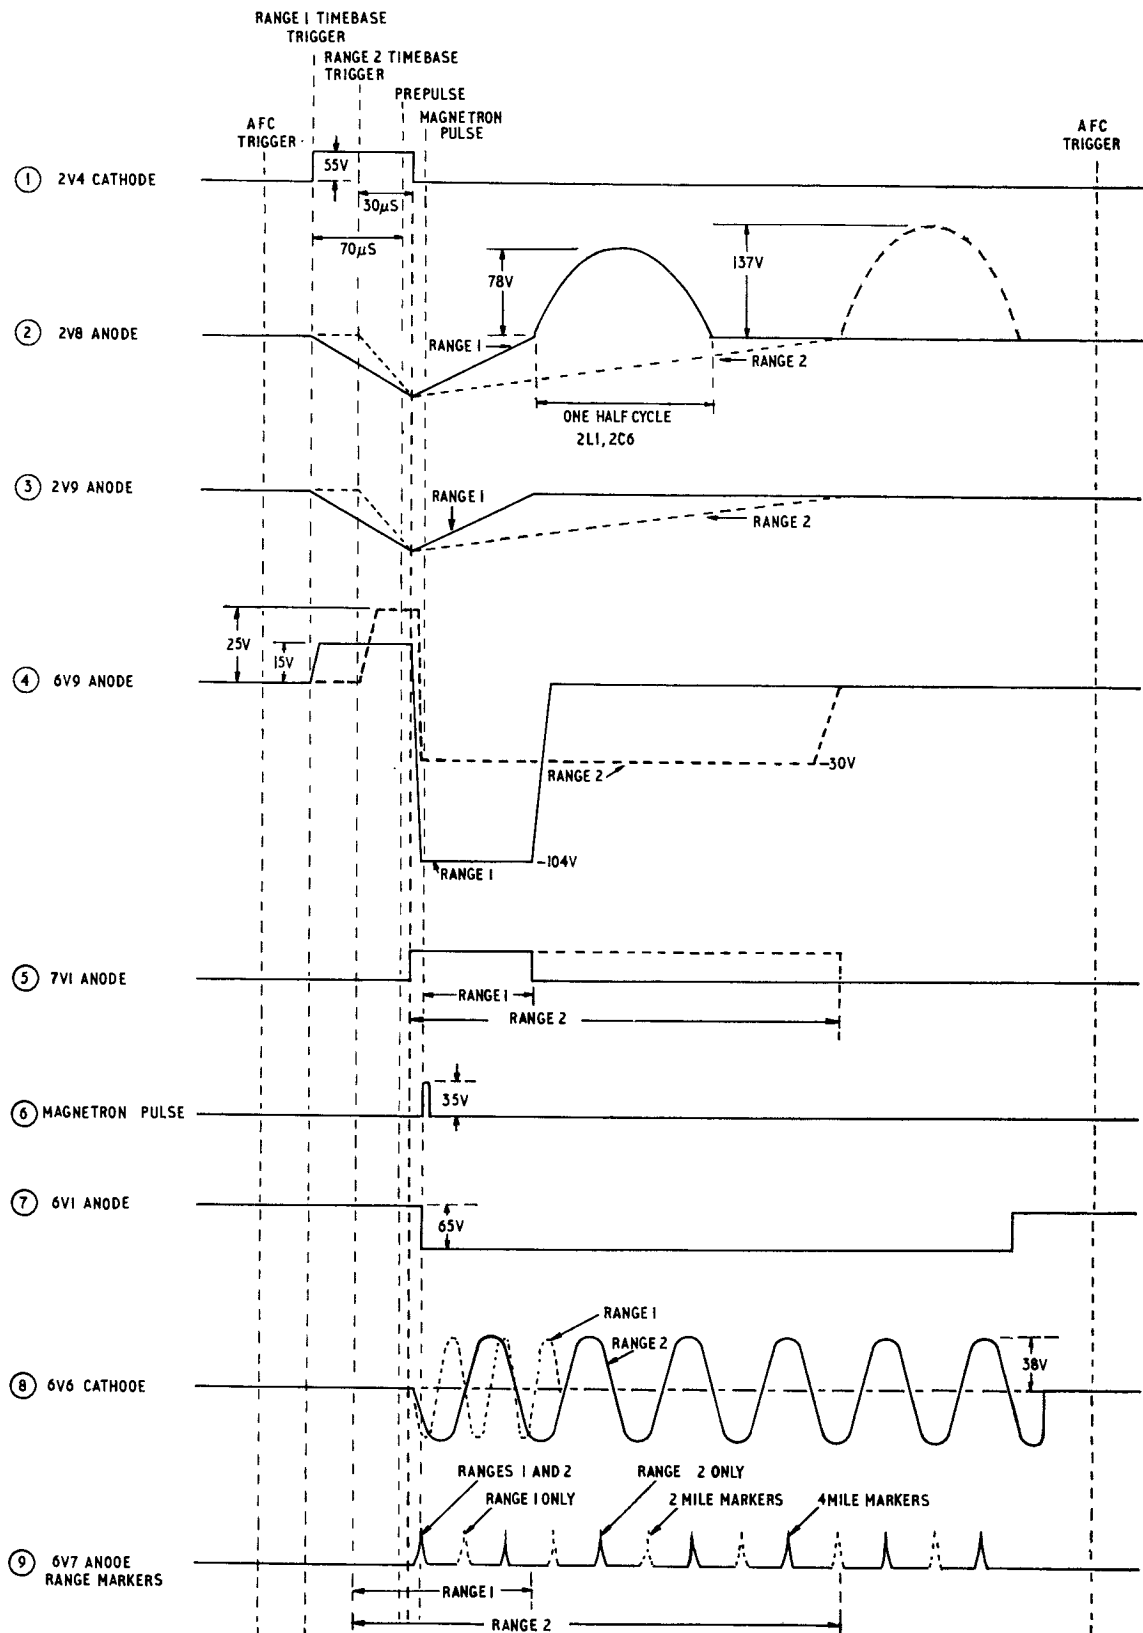 RANGE 1 TIMEBASE
TRIGGER
RANGE 2 TIMEBASE
TRIGGER
PREPULSE
MAGNETRON
PULSE
AFC
TRIGGER
AFC
TRIGGER
1 2V4 CATHODE
55V
30µS
70µS
78V
137V
2 2V8 ANODE
RANGE 1
RANGE 2
ONE HALF CYCLE
2L1, 2C6
3 2V9 ANODE
RANGE 1
RANGE 2
25V
15V
4 6V9 ANODE
RANGE 2
-30V
RANGE 1
-104V
5 7V1 ANODE
RANGE 1
RANGE 2
6 MAGNETRON PULSE
35V
7 6V1 ANODE
65V
RANGE 1
RANGE 2
38V
8 6V6 CATHODE
RANGES 1 AND 2
RANGE 2 ONLY
RANGE 1 ONLY
2 MILE MARKERS
4 MILE MARKERS
9 6V7 ANODE
RANGE MARKERS
RANGE 1
RANGE 2